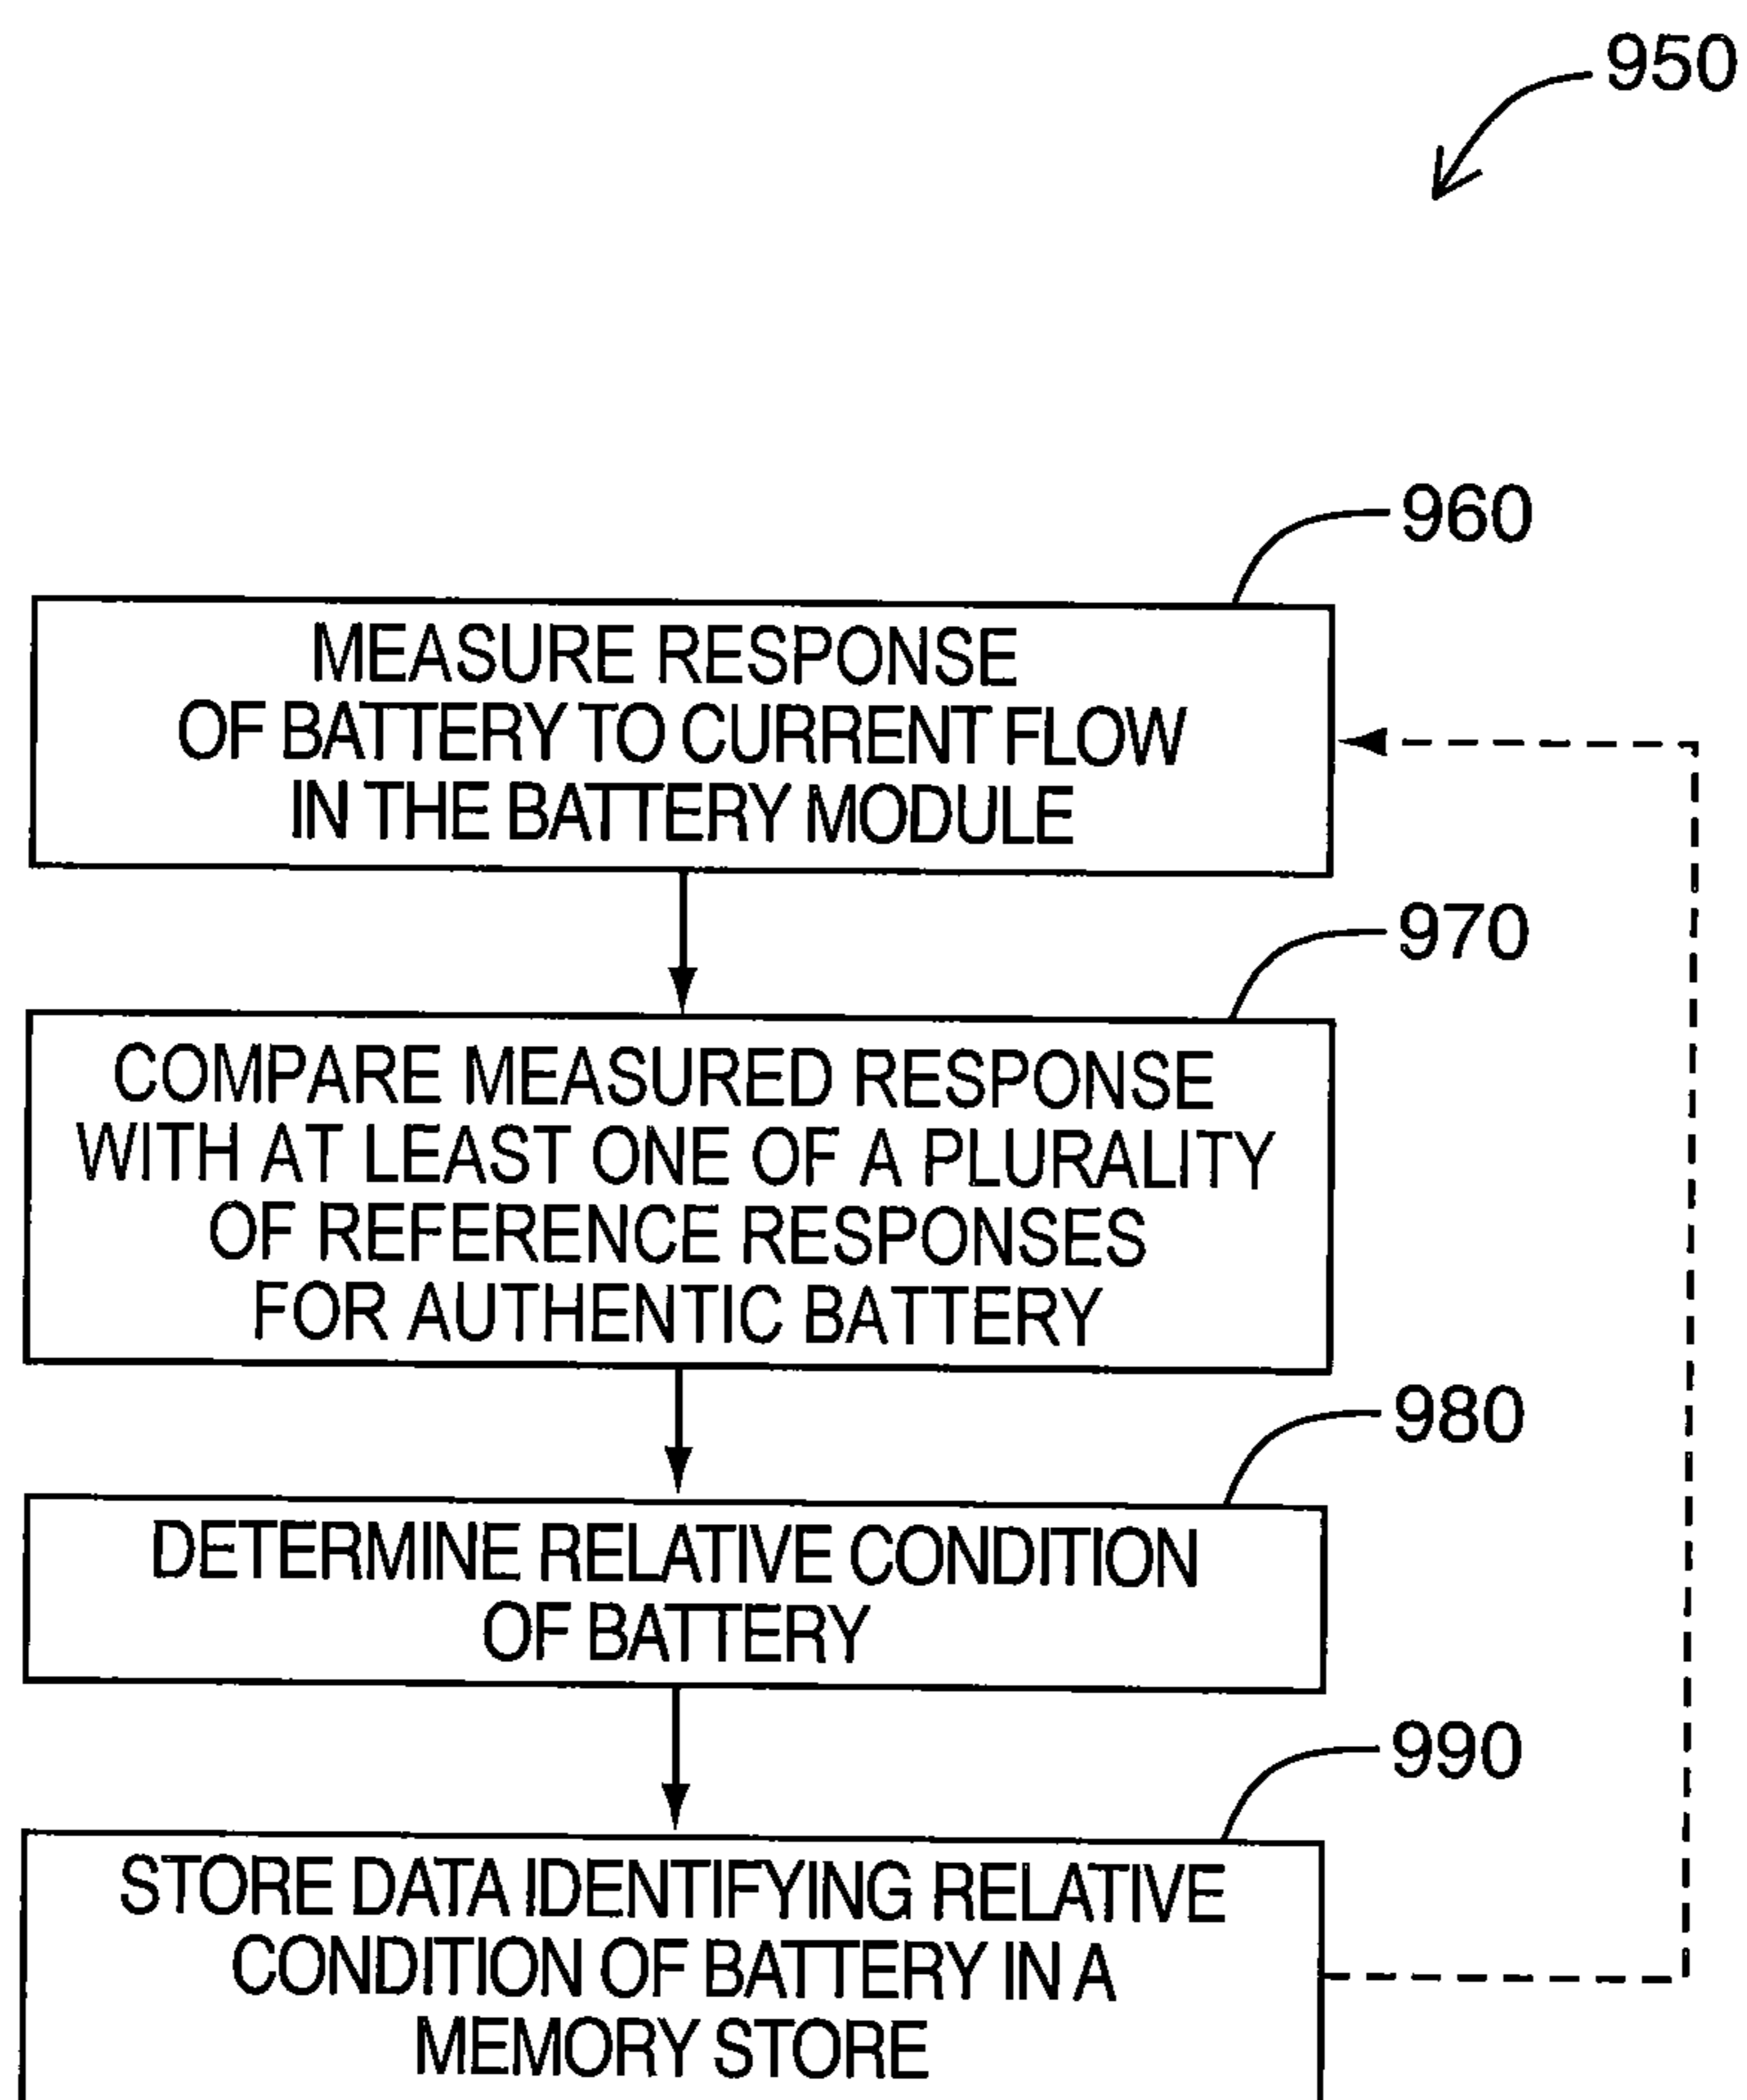 950
960
MEASURE RESPONSE
OF BATTERY TO CURRENT FLOW
IN THE BATTERY MODULE
970
COMPARE MEASURED RESPONSE
WITH AT LEAST ONE OF A PLURALITY
OF REFERENCE RESPONSES
FOR AUTHENTIC BATTERY
980
DETERMINE RELATIVE CONDITION
OF BATTERY
990
STORE DATA IDENTIFYING RELATIVE
CONDITION OF BATTERY IN A
MEMORY STORE